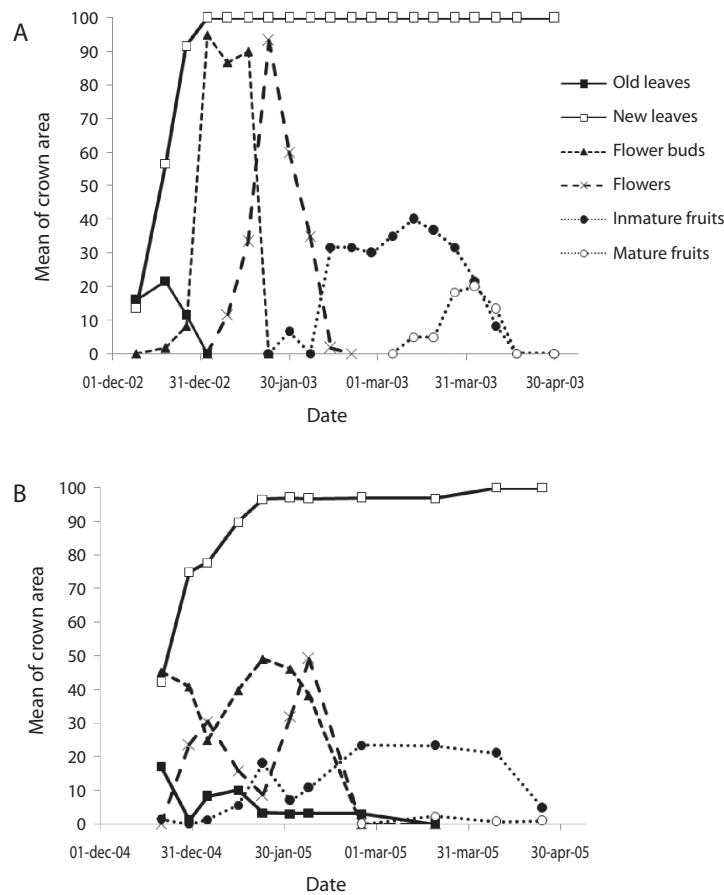 A
100
90
80
70
60
50
40
30
20
10
0
Mean of crown area
01-dec-02 31-dec-02 30-jan-03 01-mar-03 31-mar-03 30-apr-03
Date
Old leaves
New leaves
Flower buds
Flowers
Inmature fruits
Mature fruits
B
100
90
80
70
60
50
40
30
20
10
0
Mean of crown area
01-dec-04 31-dec-04 30-jan-05 01-mar-05 31-mar-05 30-apr-05
Date